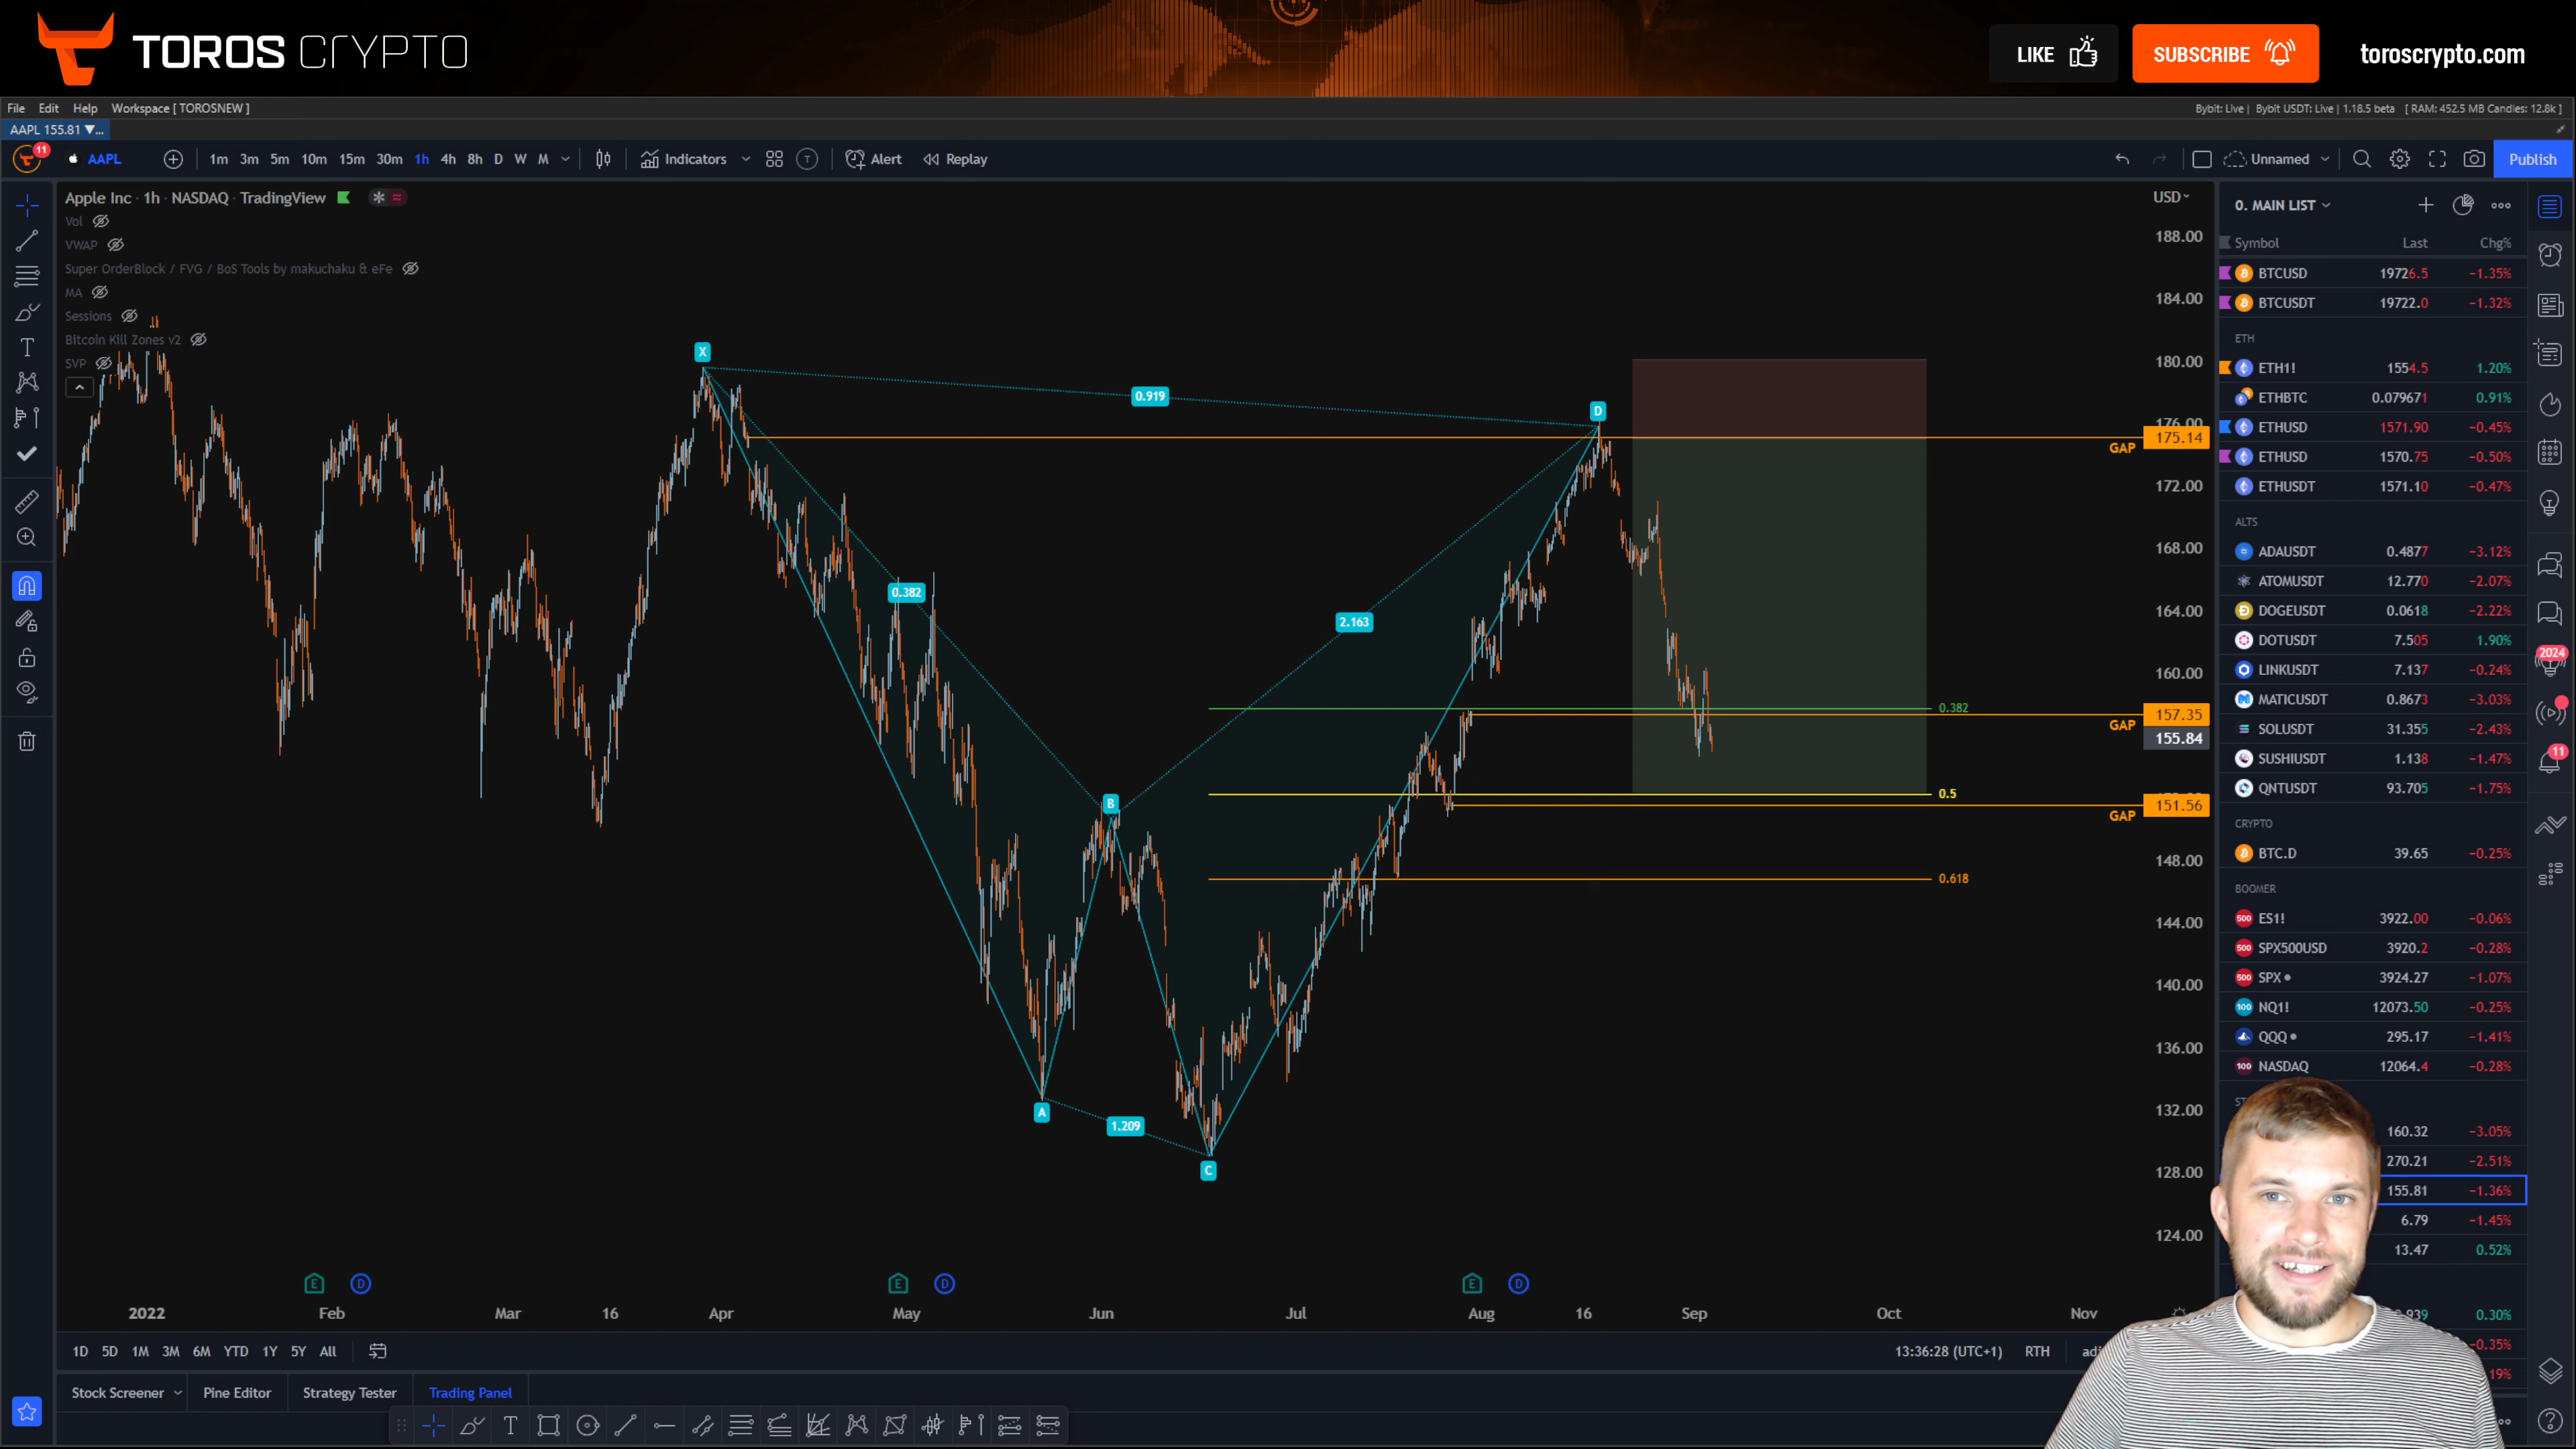 TOROS CRYPTO
LIKE
SUBSCRIBE
toroscrypto.com
File Edit Help Workspace [ TOROSNEW ]
Bybit: Live | Bybit USDT: Live | 1.18.5 beta [ RAM: 452.5 MB Candles: 12.8k ]
AAPL 155.81 ▼...
11 AAPL 1m 3m 5m 10m 15m 30m 1h 4h 8h D W M Indicators T Alert Replay Unnamed Publish
Apple Inc · 1h · NASDAQ · TradingView
Vol
VWAP
Super OrderBlock / FVG / BoS Tools by makuchaku & eFe
MA
Sessions
Bitcoin Kill Zones v2
SVP
USD
188.00
184.00
180.00
176.00
175.14
GAP
172.00
168.00
164.00
160.00
157.35
GAP
155.84
151.56
GAP
148.00
144.00
140.00
136.00
132.00
128.00
124.00
X
0.919
D
0.382
2.163
B
A
1.209
C
0.382
0.5
0.618
E D E D E D
2022 Feb Mar 16 Apr May Jun Jul Aug 16 Sep Oct Nov
1D 5D 1M 3M 6M YTD 1Y 5Y All
13:36:28 (UTC+1) RTH
Stock Screener Pine Editor Strategy Tester Trading Panel
0. MAIN LIST
Symbol Last Chg%
BTCUSD 19726.5 −1.35%
BTCUSDT 19722.0 −1.32%
ETH
ETH1! 1554.5 1.20%
ETHBTC 0.079671 0.91%
ETHUSD 1571.90 −0.45%
ETHUSD 1570.75 −0.50%
ETHUSDT 1571.10 −0.47%
ALTS
ADAUSDT 0.4877 −3.12%
ATOMUSDT 12.770 −2.07%
DOGEUSDT 0.0618 −2.22%
DOTUSDT 7.505 1.90%
LINKUSDT 7.137 −0.24%
MATICUSDT 0.8673 −3.03%
SOLUSDT 31.355 −2.43%
SUSHIUSDT 1.138 −1.47%
QNTUSDT 93.705 −1.75%
CRYPTO
BTC.D 39.65 −0.25%
BOOMER
500 ES1! 3922.00 −0.06%
500 SPX500USD 3920.2 −0.28%
500 SPX 3924.27 −1.07%
100 NQ1! 12073.50 −0.25%
QQQ 295.17 −1.41%
100 NASDAQ 12064.4 −0.28%
160.32 −3.05%
270.21 −2.51%
155.81 −1.36%
6.79 −1.45%
13.47 0.52%
0.30%
−0.35%
2024
11